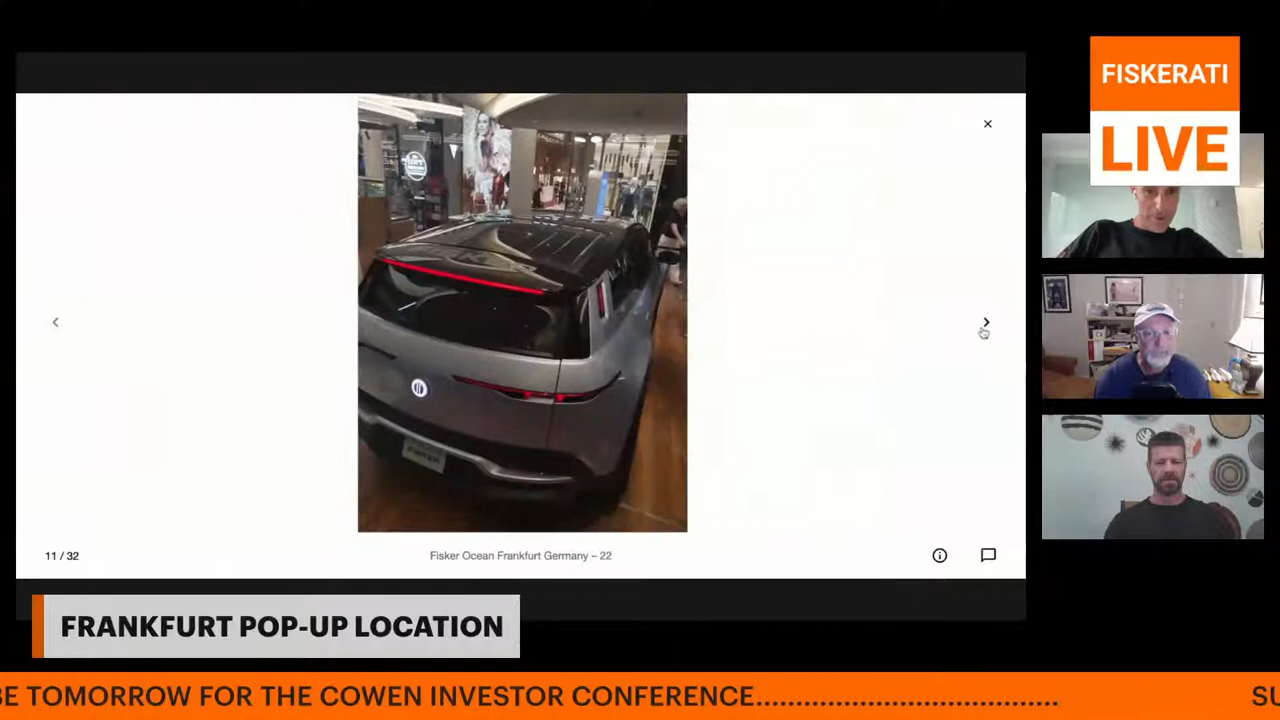 FISKERATI
LIVE
11 / 32
Fisker Ocean Frankfurt Germany – 22
FRANKFURT POP-UP LOCATION
BE TOMORROW FOR THE COWEN INVESTOR CONFERENCE....................................... SU